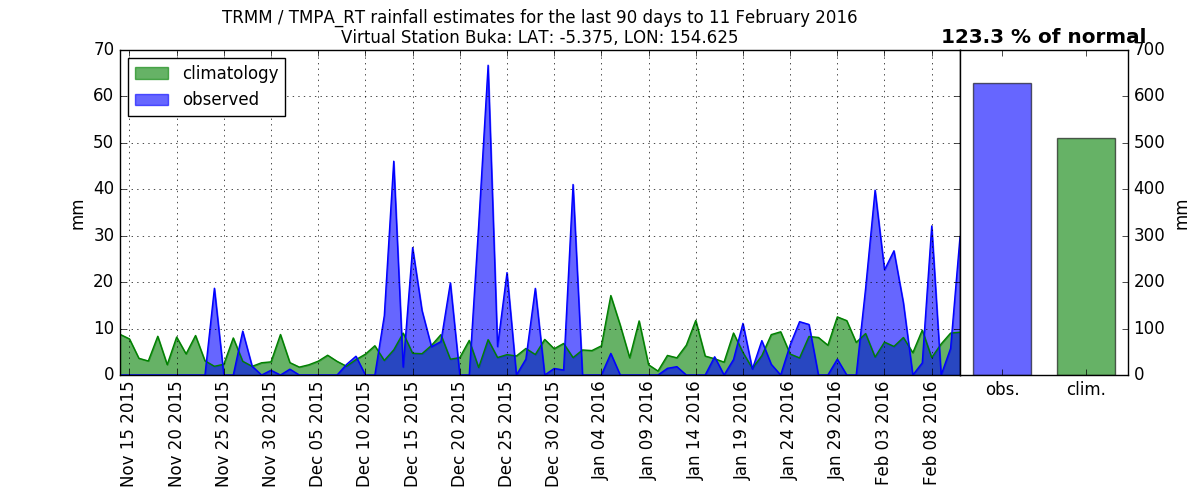 TRMM / TMPA_RT rainfall estimates for the last 90 days to 11 February 2016
Virtual Station Buka: LAT: -5.375, LON: 154.625
123.3 % of normal
climatology
observed
70
60
50
40
30
20
10
0
mm
700
600
500
400
300
200
100
0
mm
Nov 15 2015
Nov 20 2015
Nov 25 2015
Nov 30 2015
Dec 05 2015
Dec 10 2015
Dec 15 2015
Dec 20 2015
Dec 25 2015
Dec 30 2015
Jan 04 2016
Jan 09 2016
Jan 14 2016
Jan 19 2016
Jan 24 2016
Jan 29 2016
Feb 03 2016
Feb 08 2016
obs.
clim.